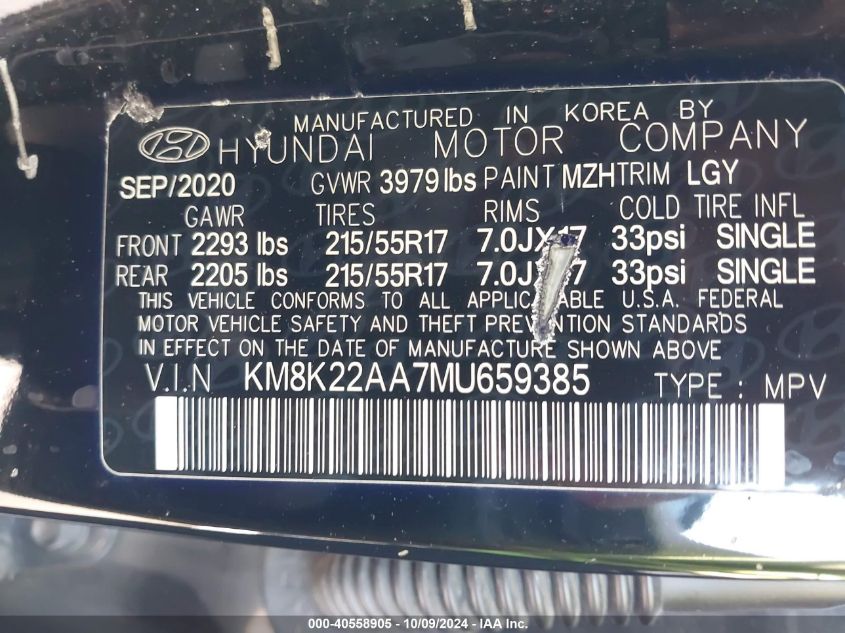 MANUFACTURED IN KOREA BY
HYUNDAI MOTOR COMPANY
SEP/2020 GVWR 3979 lbs PAINT MZH TRIM LGY
GAWR TIRES RIMS COLD TIRE INFL
FRONT 2293 lbs 215/55R17 7.0JX17 33psi SINGLE
REAR 2205 lbs 215/55R17 33psi SINGLE
THIS VEHICLE CONFORMS TO ALL APPLICABLE U.S.A. FEDERAL
MOTOR VEHICLE SAFETY AND THEFT PREVENTION STANDARDS
IN EFFECT ON THE DATE OF MANUFACTURE SHOWN ABOVE
V.I.N KM8K22AA7MU659385 TYPE : MPV
000-40558905 - 10/09/2024 - IAA Inc.